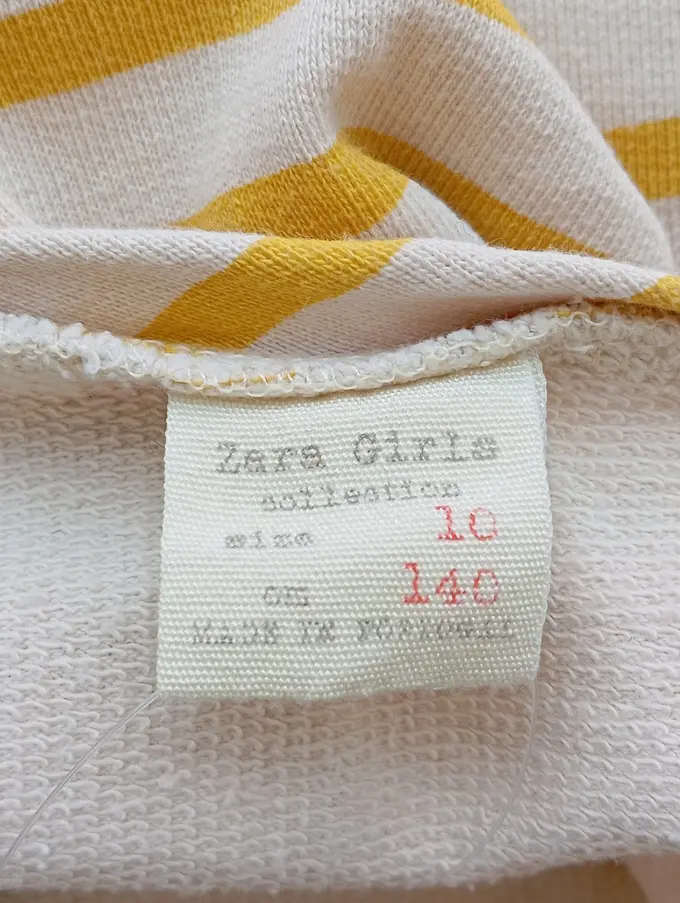 Zara Girls
collection
size 10
cm 140
MADE IN PORTUGAL